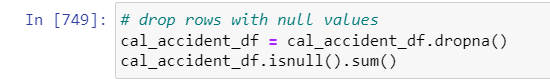 In [749]: # drop rows with null values
cal_accident_df = cal_accident_df.dropna()
cal_accident_df.isnull().sum()